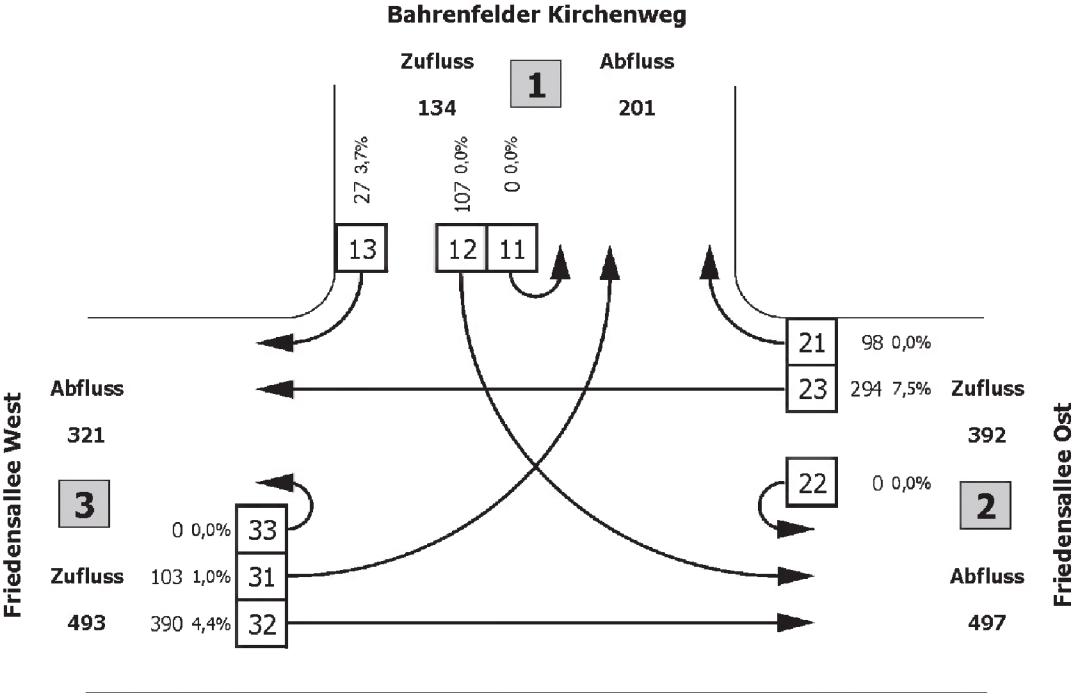 Bahrenfelder Kirchenweg
Zufluss 1 Abfluss
134 201
27 3,7%
107 0,0%
0 0,0%
13 12 11
21 98 0,0%
23 294 7,5% Zufluss
392
22 0 0,0%
2
Abfluss
497
Friedensallee Ost
Friedensallee West
Abfluss
321
3
0 0,0% 33
Zufluss 103 1,0% 31
493 390 4,4% 32